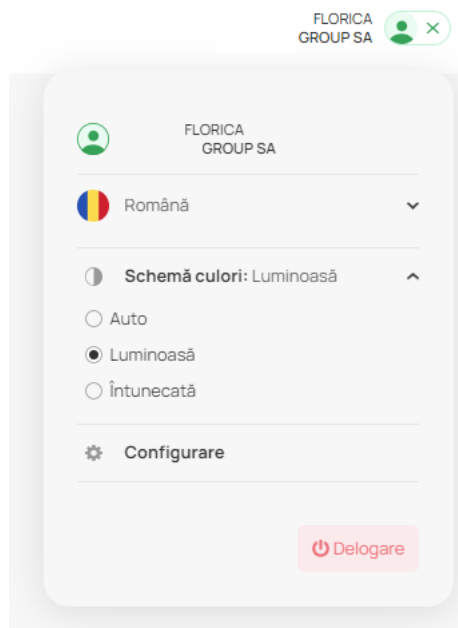 FLORICA
GROUP SA
FLORICA
GROUP SA
Română
Schemă culori: Luminoasă
Auto
Luminoasă
Întunecată
Configurare
Delogare